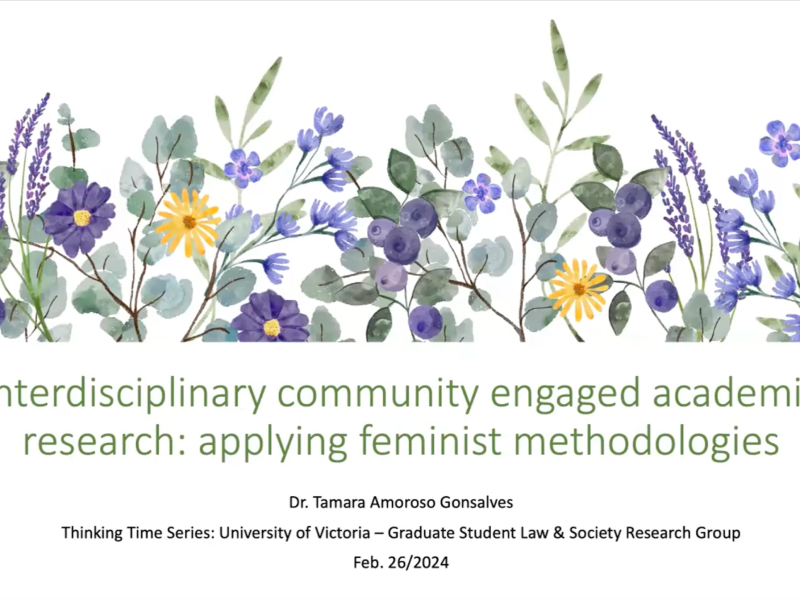 nterdisciplinary community engaged academi
research: applying feminist methodologies
Dr. Tamara Amoroso Gonsalves
Thinking Time Series: University of Victoria – Graduate Student Law & Society Research Group
Feb. 26/2024